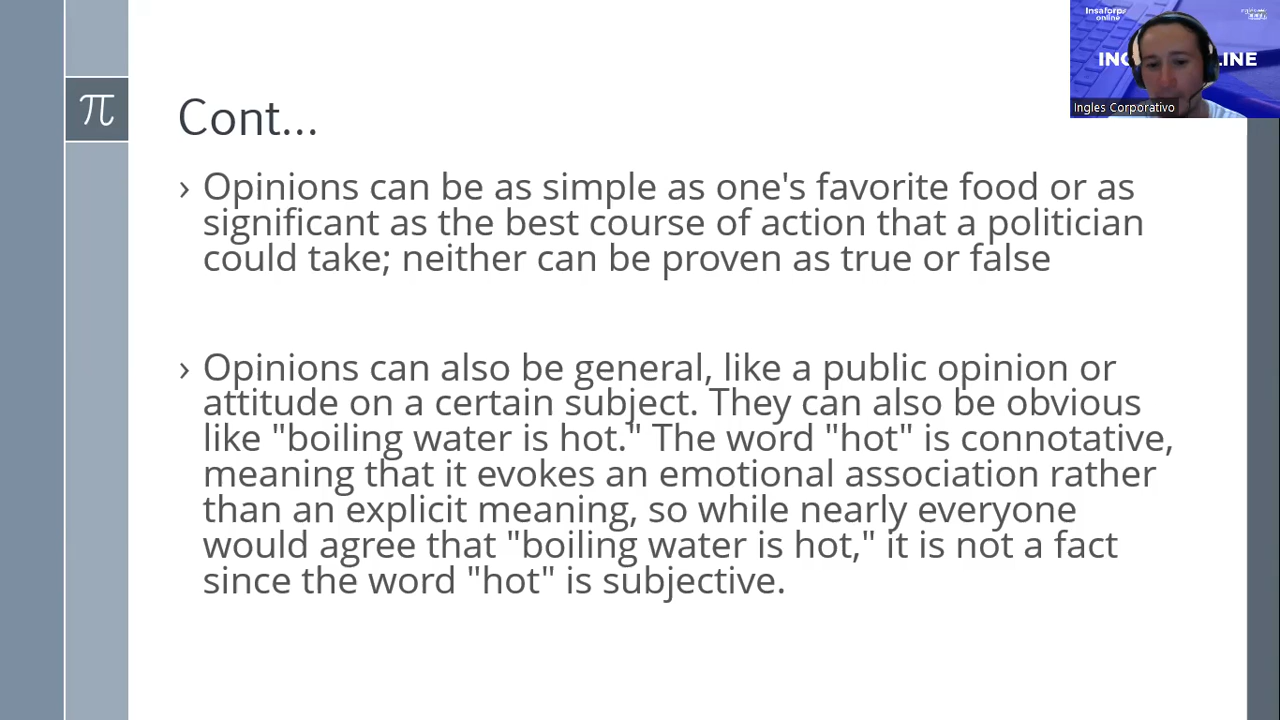 Insaforp
online
ING LINE
Ingles Corporativo
π
Cont...
› Opinions can be as simple as one's favorite food or as
significant as the best course of action that a politician
could take; neither can be proven as true or false
› Opinions can also be general, like a public opinion or
attitude on a certain subject. They can also be obvious
like "boiling water is hot." The word "hot" is connotative,
meaning that it evokes an emotional association rather
than an explicit meaning, so while nearly everyone
would agree that "boiling water is hot," it is not a fact
since the word "hot" is subjective.